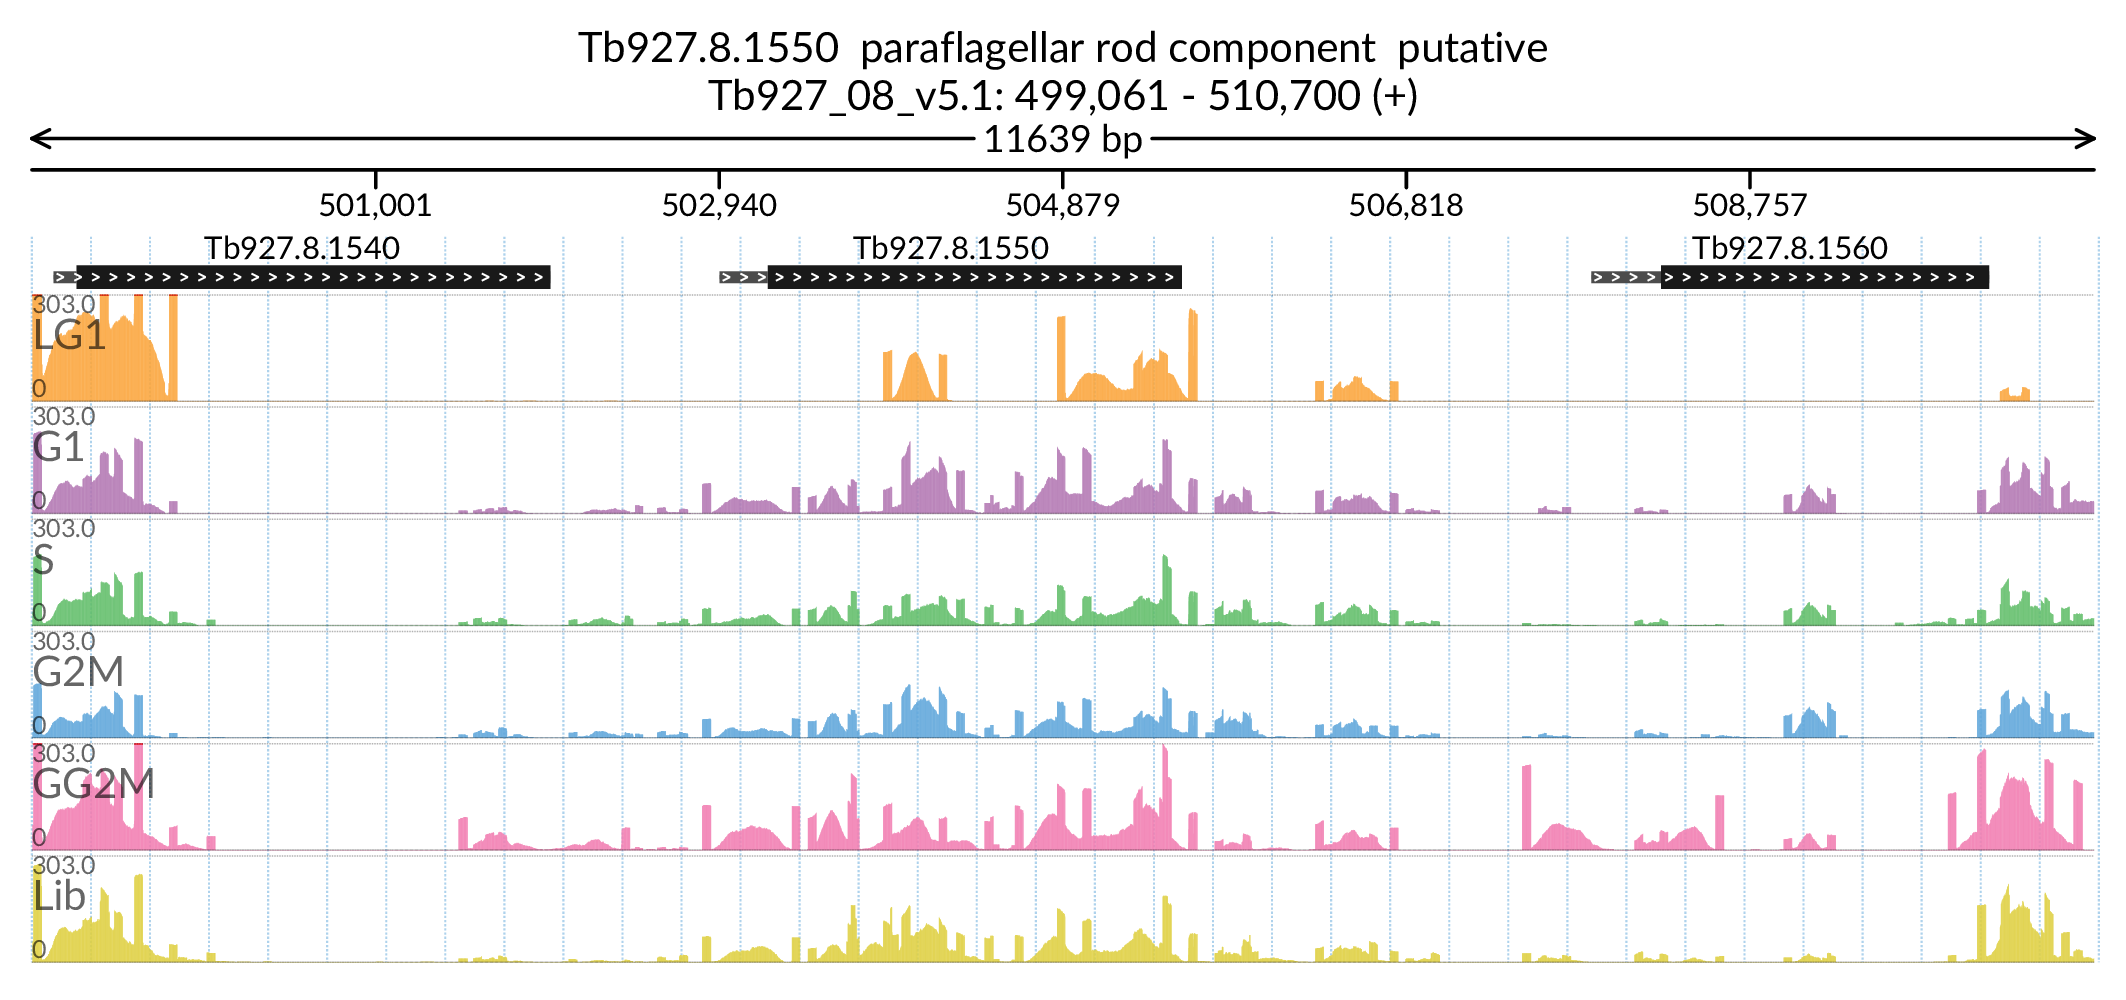 Tb927.8.1550  paraflagellar rod component  putative
Tb927_08_v5.1: 499,061 - 510,700 (+)
11639 bp
501,001 502,940 504,879 506,818 508,757
Tb927.8.1540 Tb927.8.1550 Tb927.8.1560
303.0
LG1
0
303.0
G1
0
303.0
S
0
303.0
G2M
0
303.0
GG2M
0
303.0
Lib
0